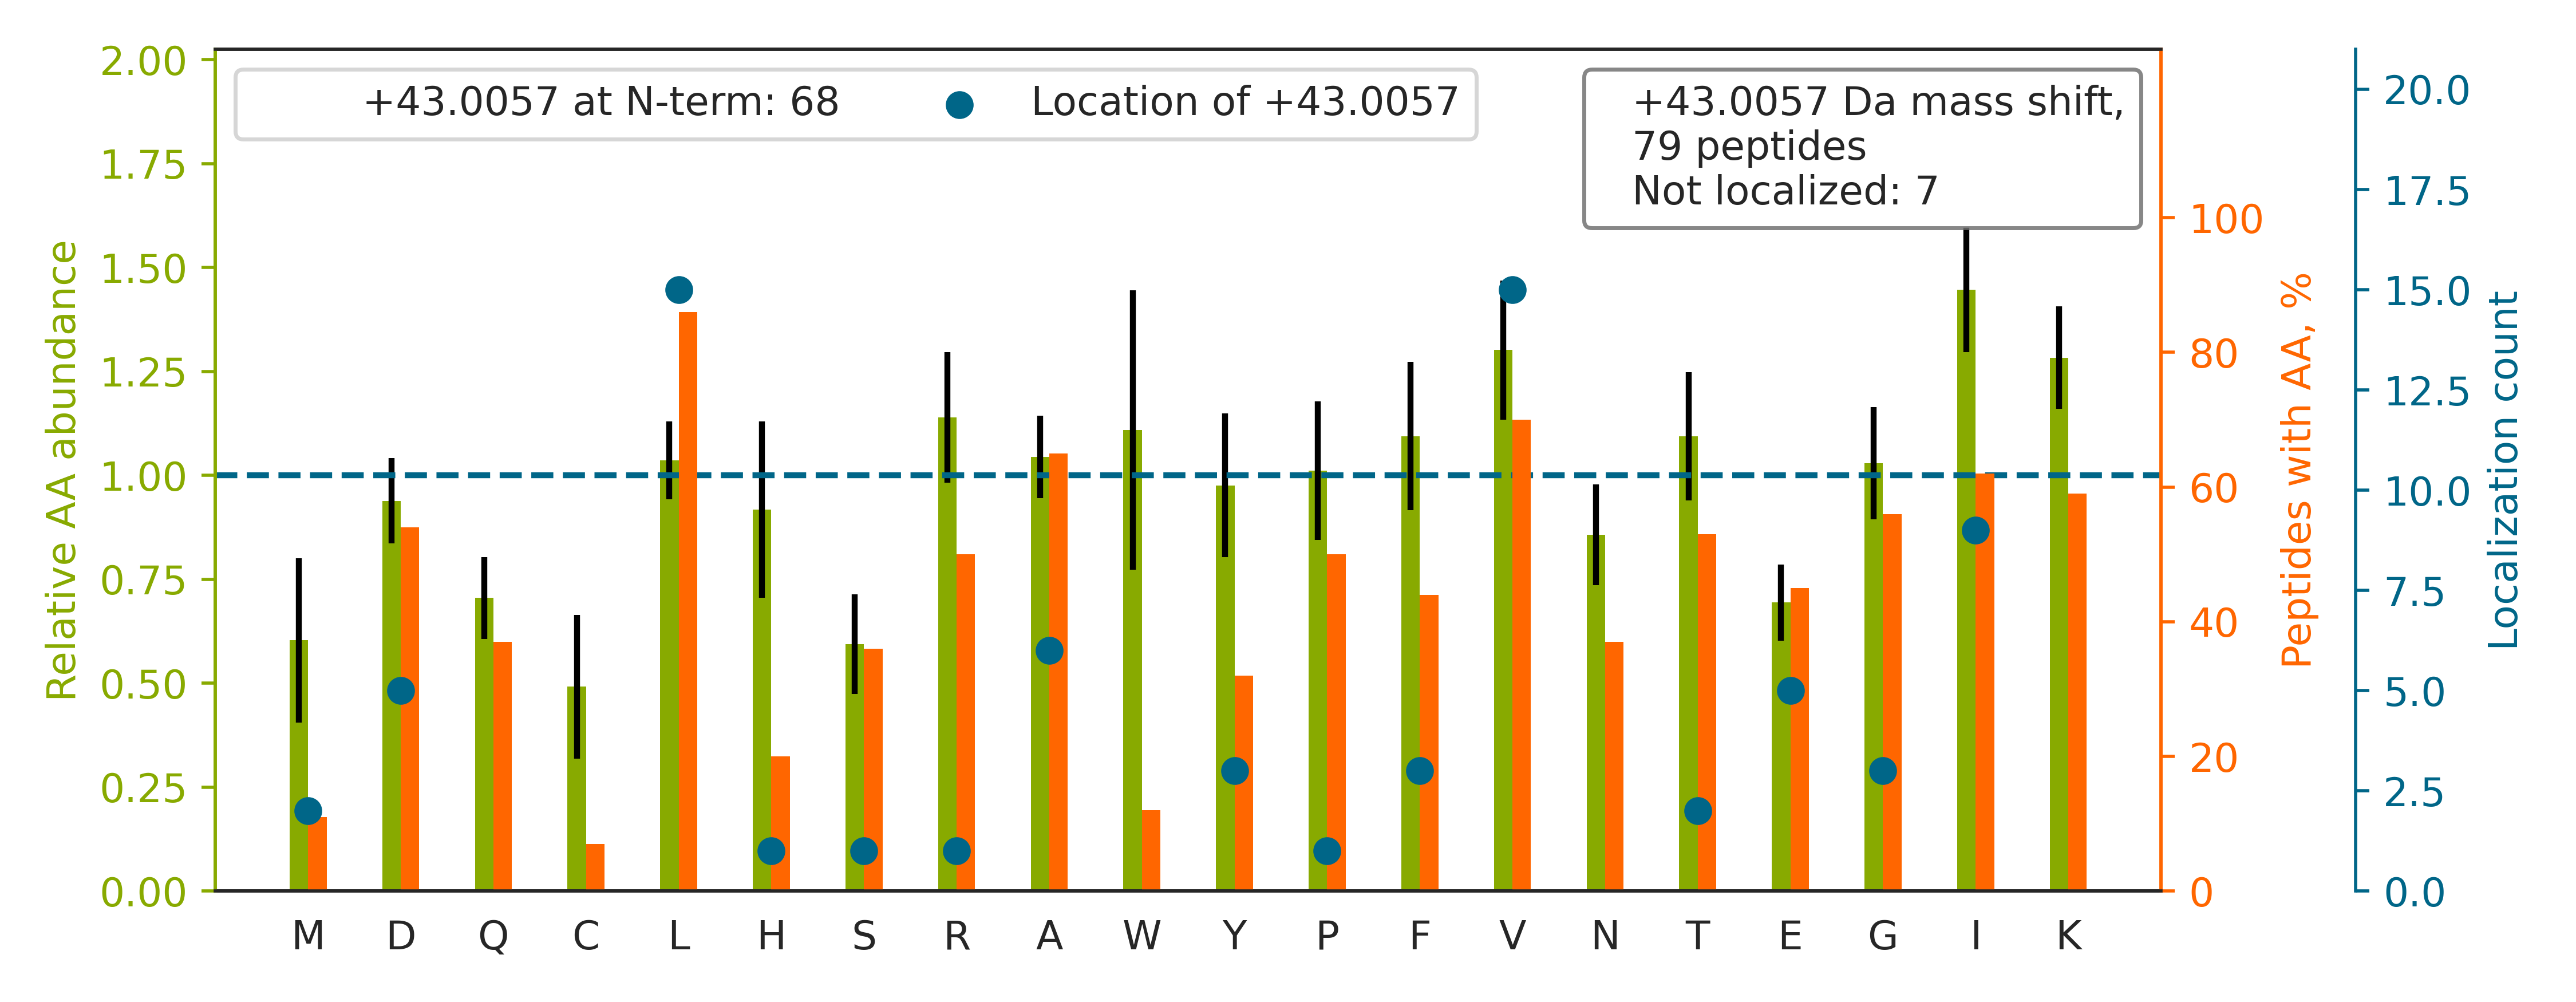 +43.0057 at N-term: 68
Location of +43.0057
+43.0057 Da mass shift,
79 peptides
Not localized: 7
Relative AA abundance
2.00
1.75
1.50
1.25
1.00
0.75
0.50
0.25
0.00
M D Q C L H S R A W Y P F V N T E G I K
100
80
60
40
20
0
Peptides with AA, %
20.0
17.5
15.0
12.5
10.0
7.5
5.0
2.5
0.0
Localization count